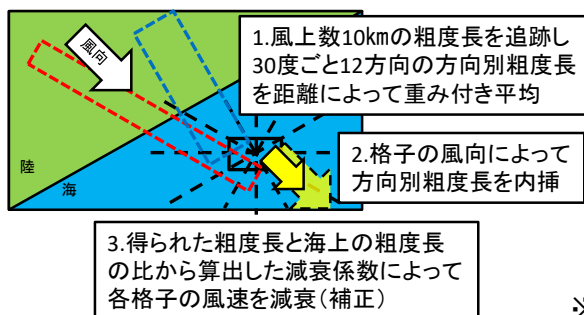 風向
1.風上数10kmの粗度長を追跡し
30度ごと12方向の方向別粗度長
を距離によって重み付き平均
2.格子の風向によって
方向別粗度長を内挿
陸
海
3.得られた粗度長と海上の粗度長
の比から算出した減衰係数によって
各格子の風速を減衰(補正)
※